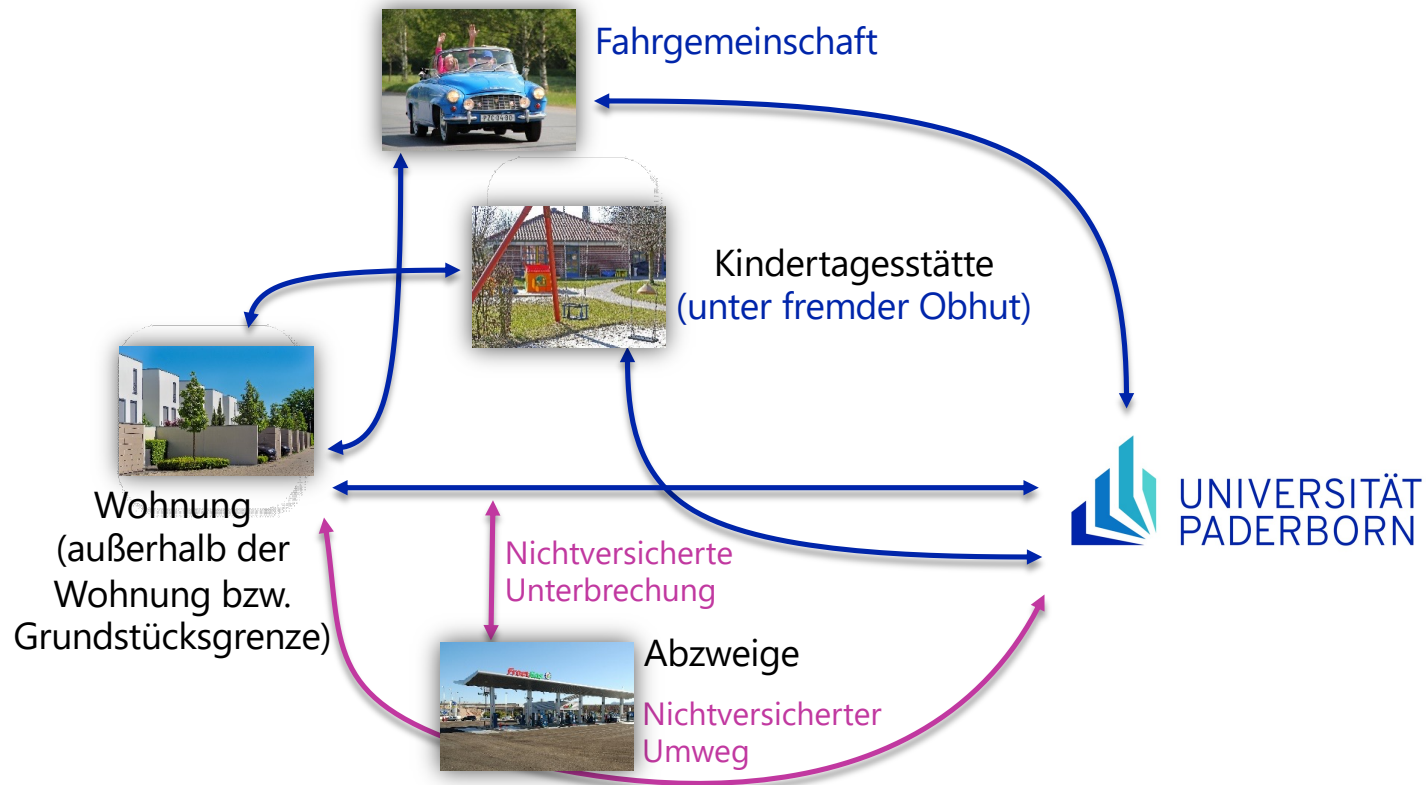 Fahrgemeinschaft
Kindertagesstätte
(unter fremder Obhut)
Wohnung
(außerhalb der
Wohnung bzw.
Grundstücksgrenze)
UNIVERSITÄT
PADERBORN
Nichtversicherte
Unterbrechung
Abzweige
Nichtversicherter
Umweg